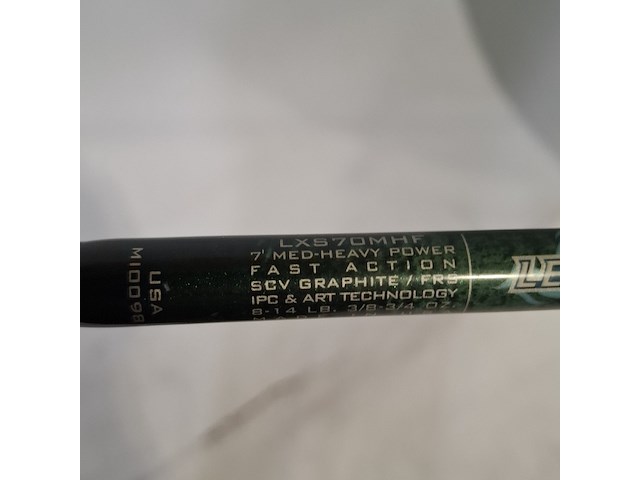 LXS70MHF
7' MED-HEAVY POWER
FAST ACTION
SCV GRAPHITE / FRS
IPC & ART TECHNOLOGY
8-14 LB. 3/8-3/4 OZ.
USA
MI0098